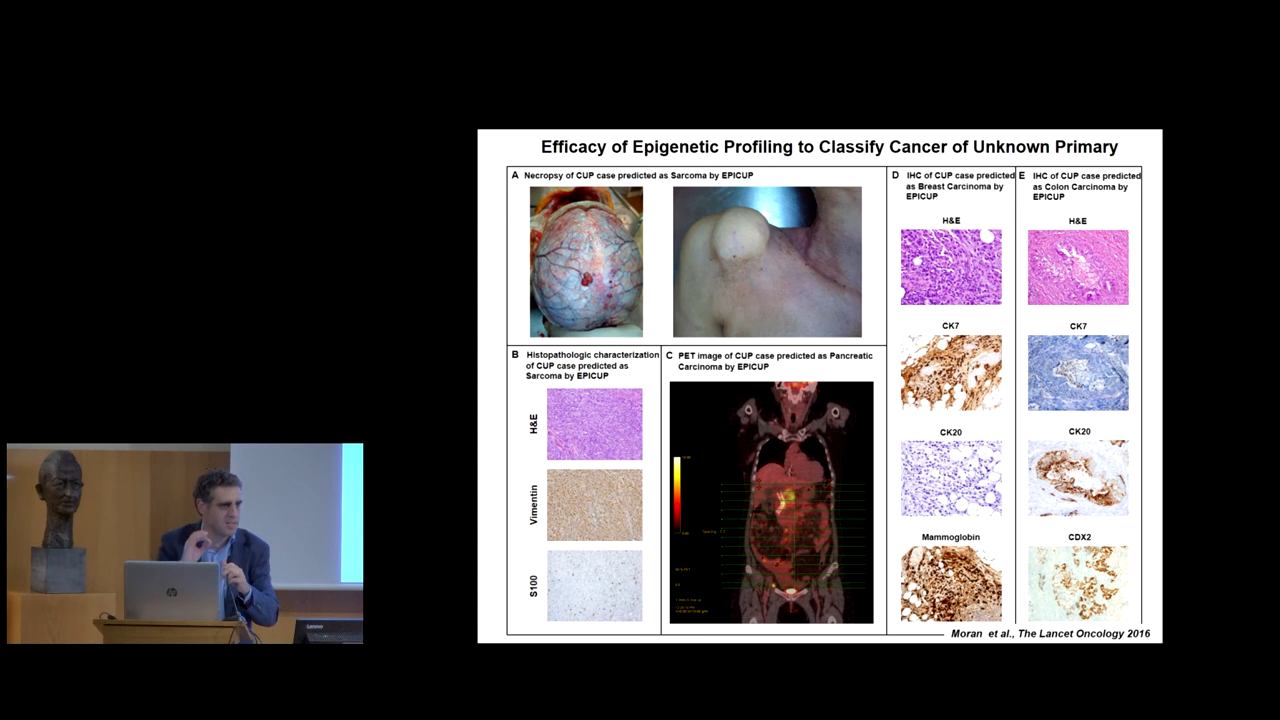 Efficacy of Epigenetic Profiling to Classify Cancer of Unknown Primary
A Necropsy of CUP case predicted as Sarcoma by EPICUP
B Histopathologic characterization
of CUP case predicted as
Sarcoma by EPICUP
H&E
Vimentin
S100
C PET image of CUP case predicted as Pancreatic
Carcinoma by EPICUP
D IHC of CUP case predicted
as Breast Carcinoma by
EPICUP
H&E
CK7
CK20
Mammoglobin
E IHC of CUP case predicted
as Colon Carcinoma by
EPICUP
H&E
CK7
CK20
CDX2
Moran et al., The Lancet Oncology 2016
hp
Lenovo